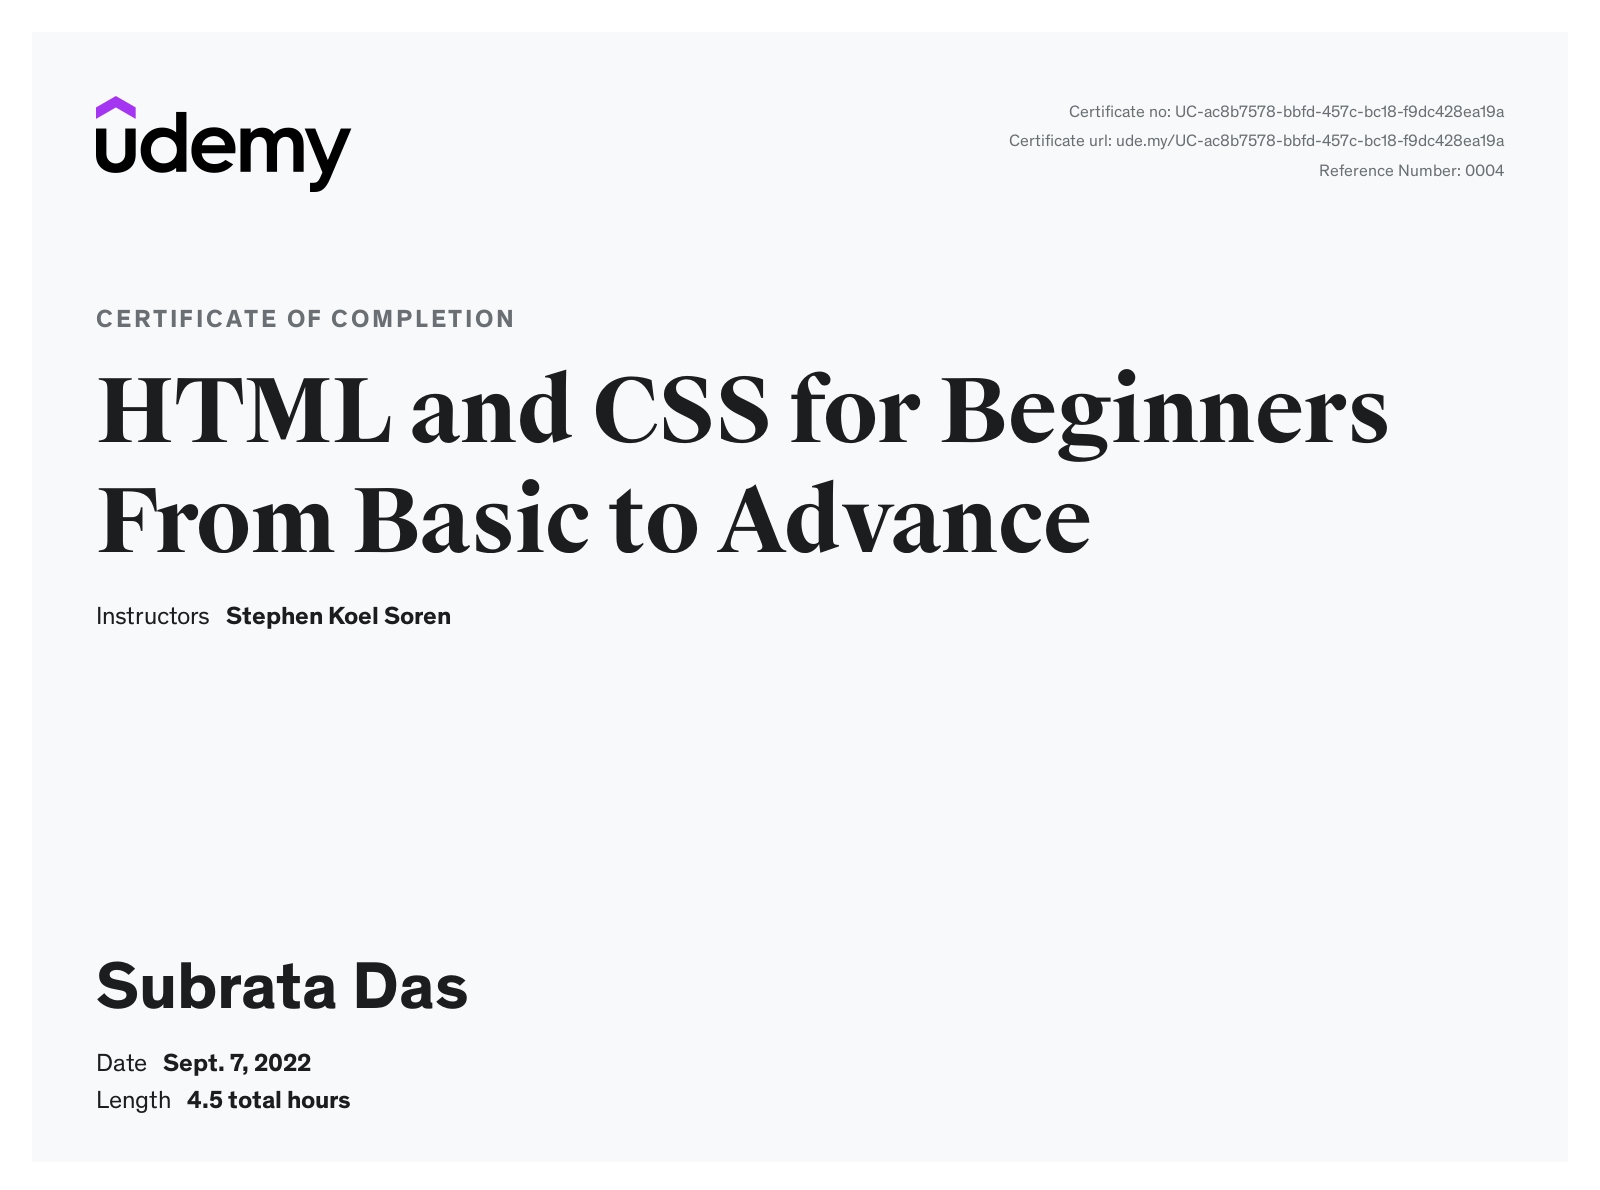 udemy
Certificate no: UC-ac8b7578-bbfd-457c-bc18-f9dc428ea19a
Certificate url: ude.my/UC-ac8b7578-bbfd-457c-bc18-f9dc428ea19a
Reference Number: 0004
CERTIFICATE OF COMPLETION
HTML and CSS for Beginners
From Basic to Advance
Instructors Stephen Koel Soren
Subrata Das
Date Sept. 7, 2022
Length 4.5 total hours